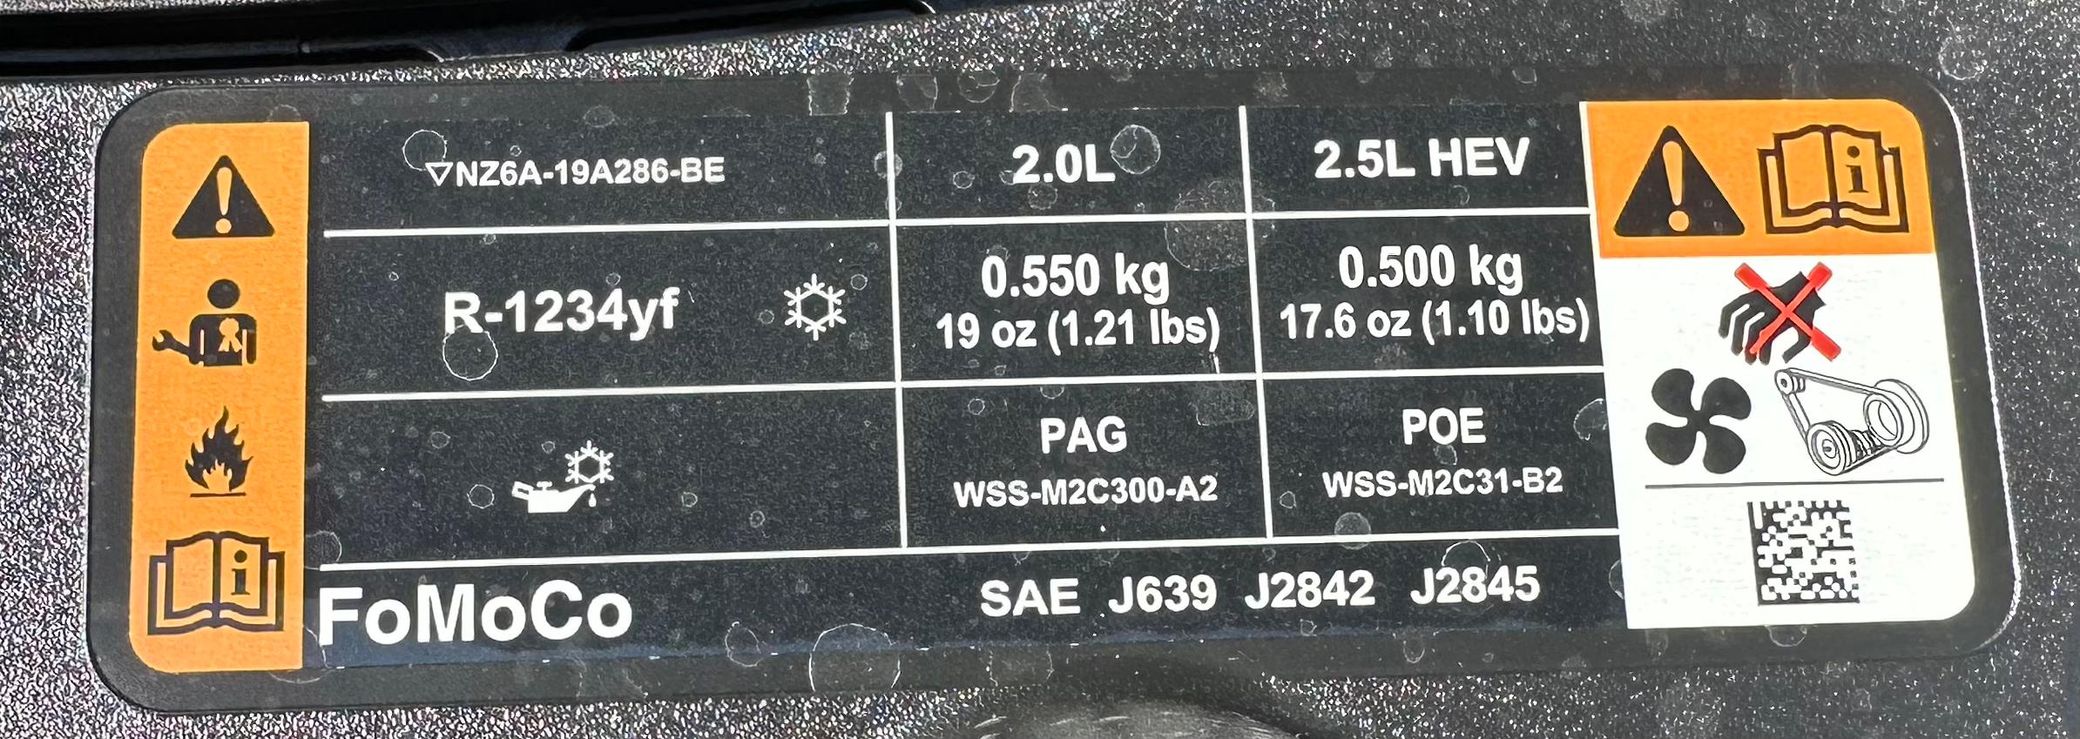 ▽NZ6A-19A286-BE 2.0L 2.5L HEV
R-1234yf 0.550 kg 0.500 kg
19 oz (1.21 lbs) 17.6 oz (1.10 lbs)
PAG POE
WSS-M2C300-A2 WSS-M2C31-B2
FoMoCo SAE J639 J2842 J2845